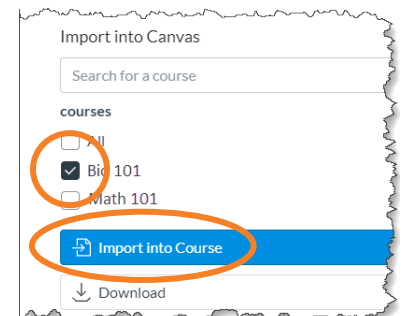 Import into Canvas
Search for a course
courses
All
Bio 101
Math 101
Import into Course
Download